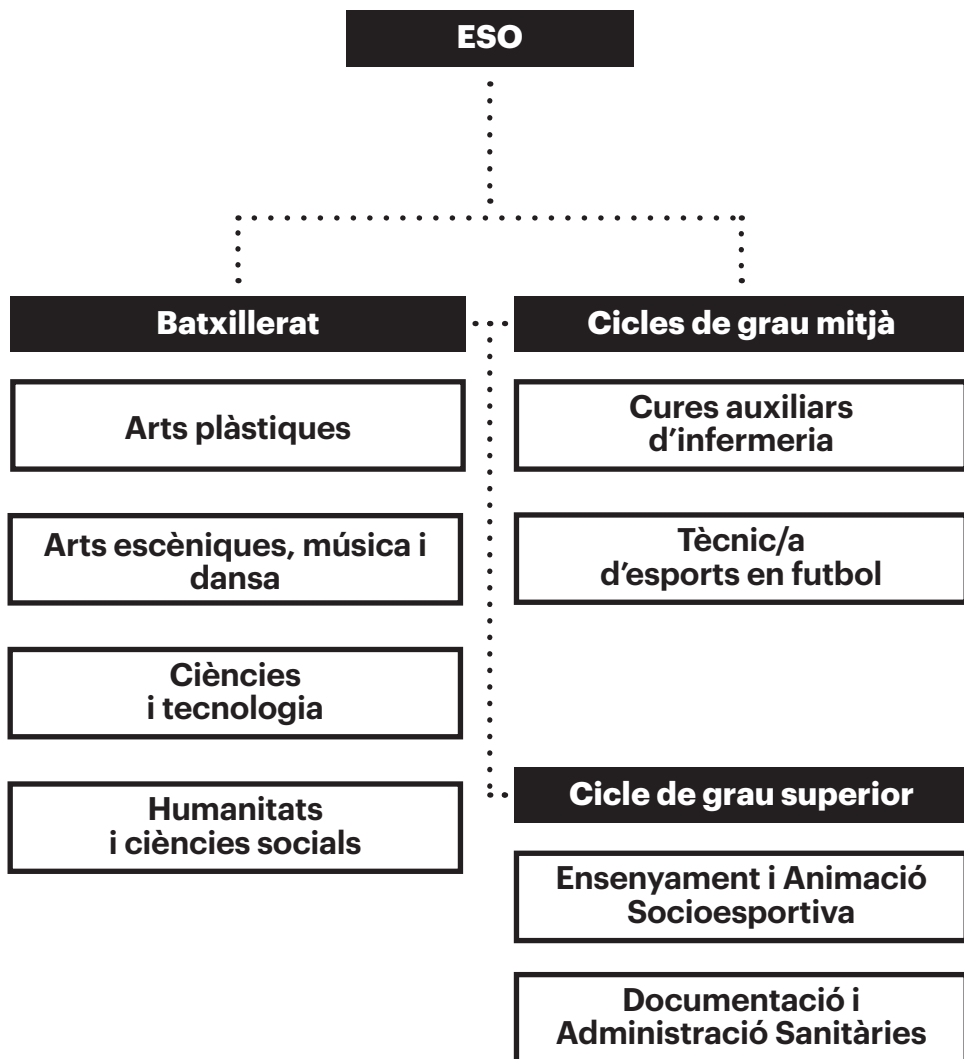 ESO
Batxillerat
Arts plàstiques
Arts escèniques, música i
dansa
Ciències
i tecnologia
Humanitats
i ciències socials
Cicles de grau mitjà
Cures auxiliars
d’infermeria
Tècnic/a
d’esports en futbol
Cicle de grau superior
Ensenyament i Animació
Socioesportiva
Documentació i
Administració Sanitàries